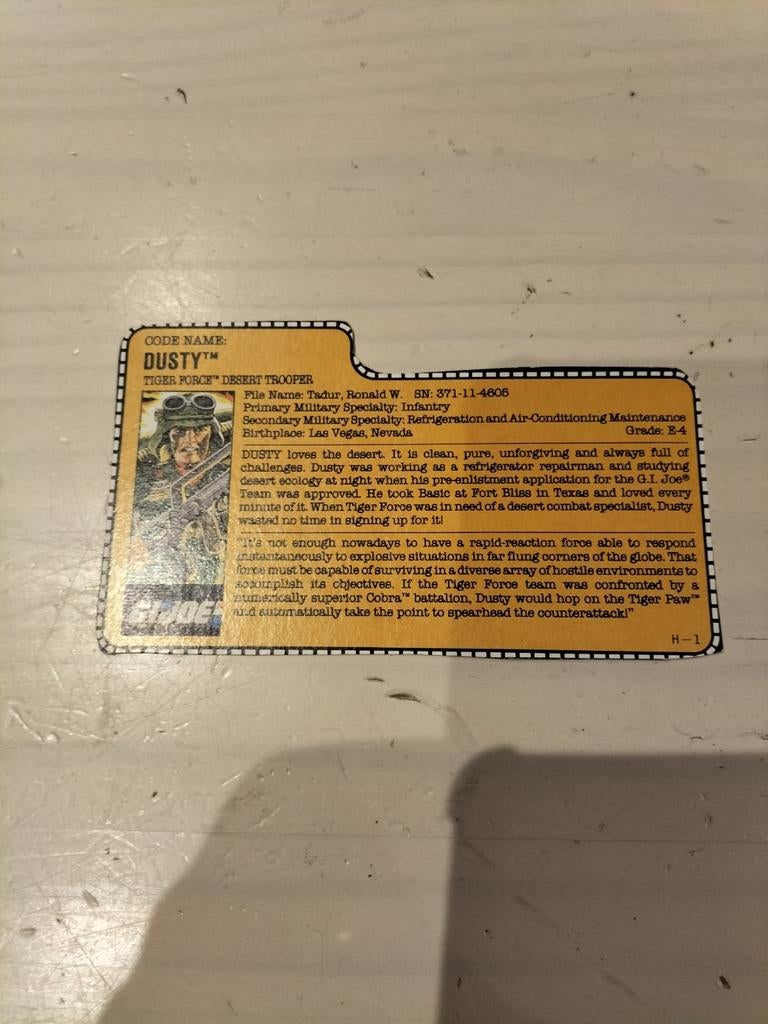 CODE NAME:
DUSTY™
TIGER FORCE™ DESERT TROOPER
File Name: Tadur, Ronald W. SN: 371-11-4605
Primary Military Specialty: Infantry
Secondary Military Specialty: Refrigeration and Air-Conditioning Maintenance
Birthplace: Las Vegas, Nevada Grade: E-4
DUSTY loves the desert. It is clean, pure, unforgiving and always full of
challenges. Dusty was working as a refrigerator repairman and studying
desert ecology at night when his pre-enlistment application for the G.I. Joe®
Team was approved. He took Basic at Fort Bliss in Texas and loved every
minute of it. When Tiger Force was in need of a desert combat specialist, Dusty
wasted no time in signing up for it!
"It's not enough nowadays to have a rapid-reaction force able to respond
instantaneously to explosive situations in far flung corners of the globe. That
force must be capable of surviving in a diverse array of hostile environments to
accomplish its objectives. If the Tiger Force team was confronted by a
numerically superior Cobra™ battalion, Dusty would hop on the Tiger Paw™
and automatically take the point to spearhead the counterattack!"
G.I. JOE
H-1